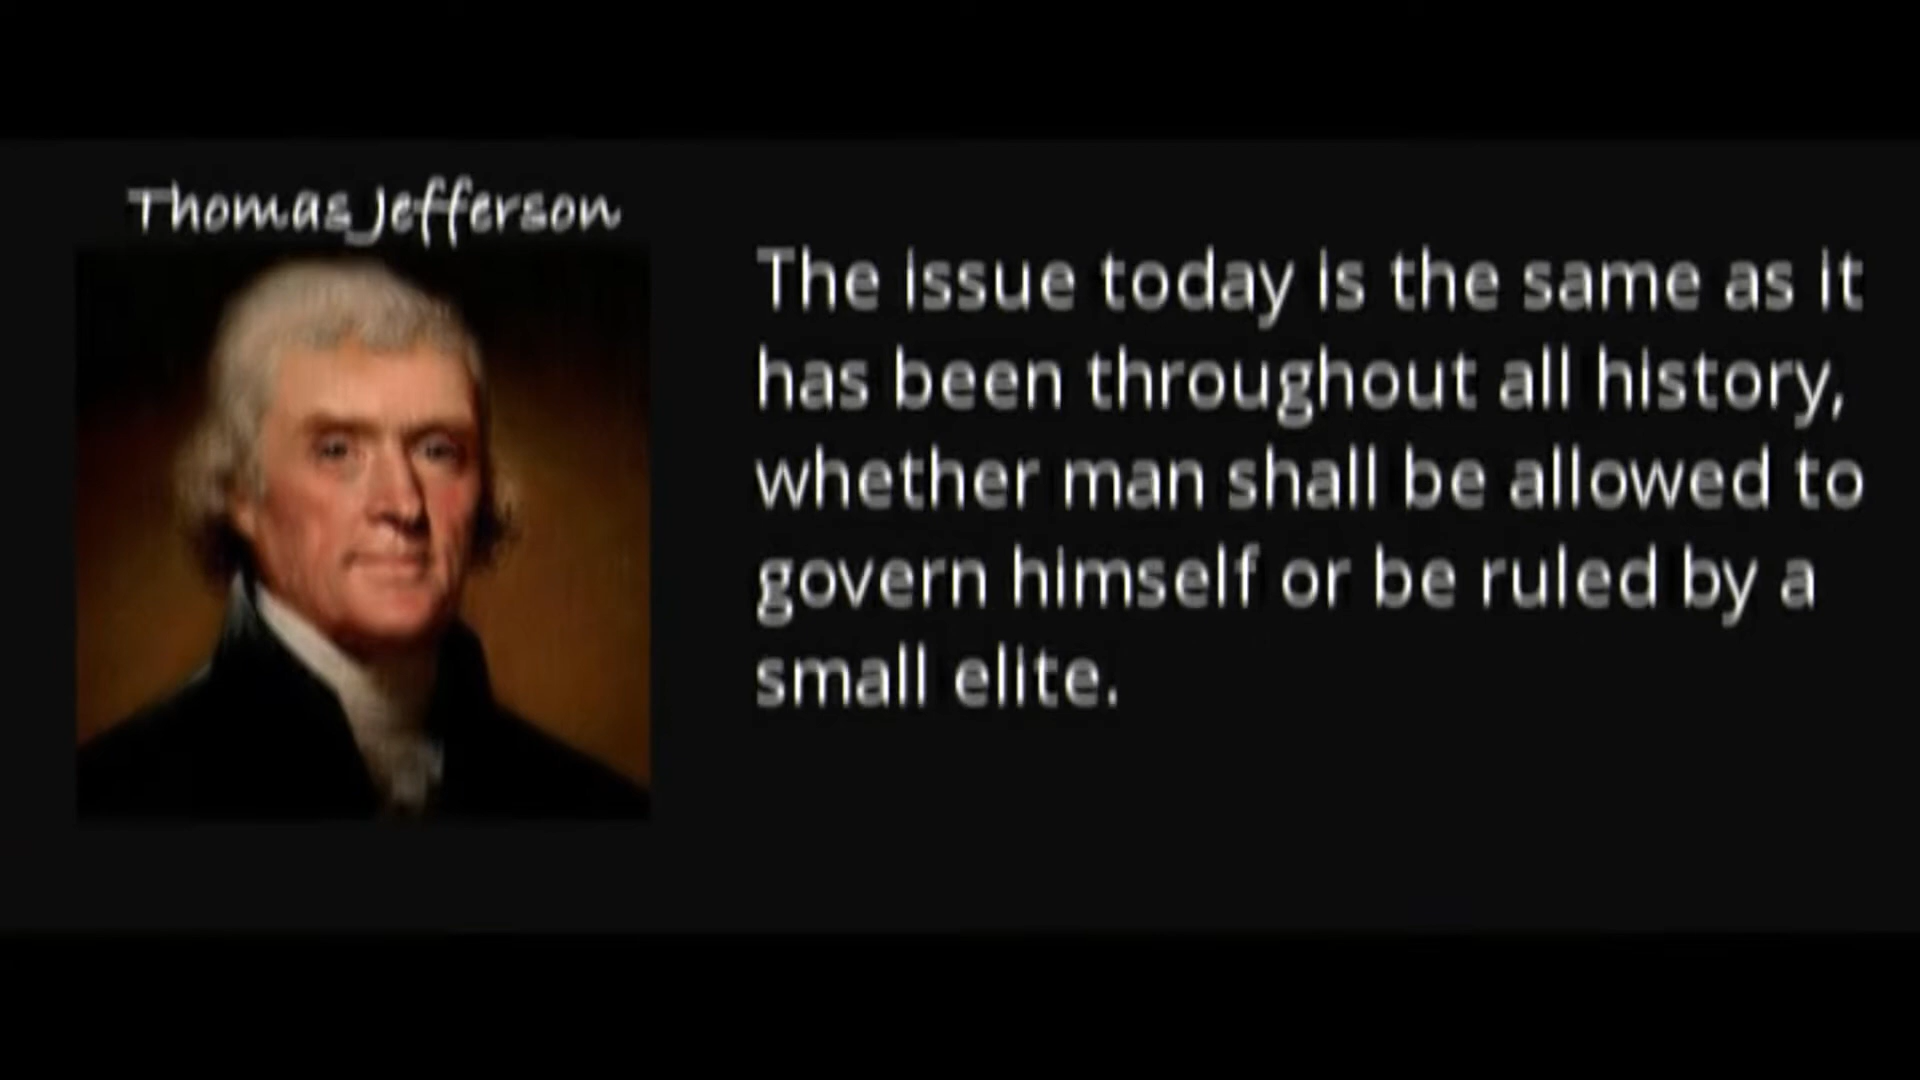 Thomas Jefferson
The issue today is the same as it
has been throughout all history,
whether man shall be allowed to
govern himself or be ruled by a
small elite.